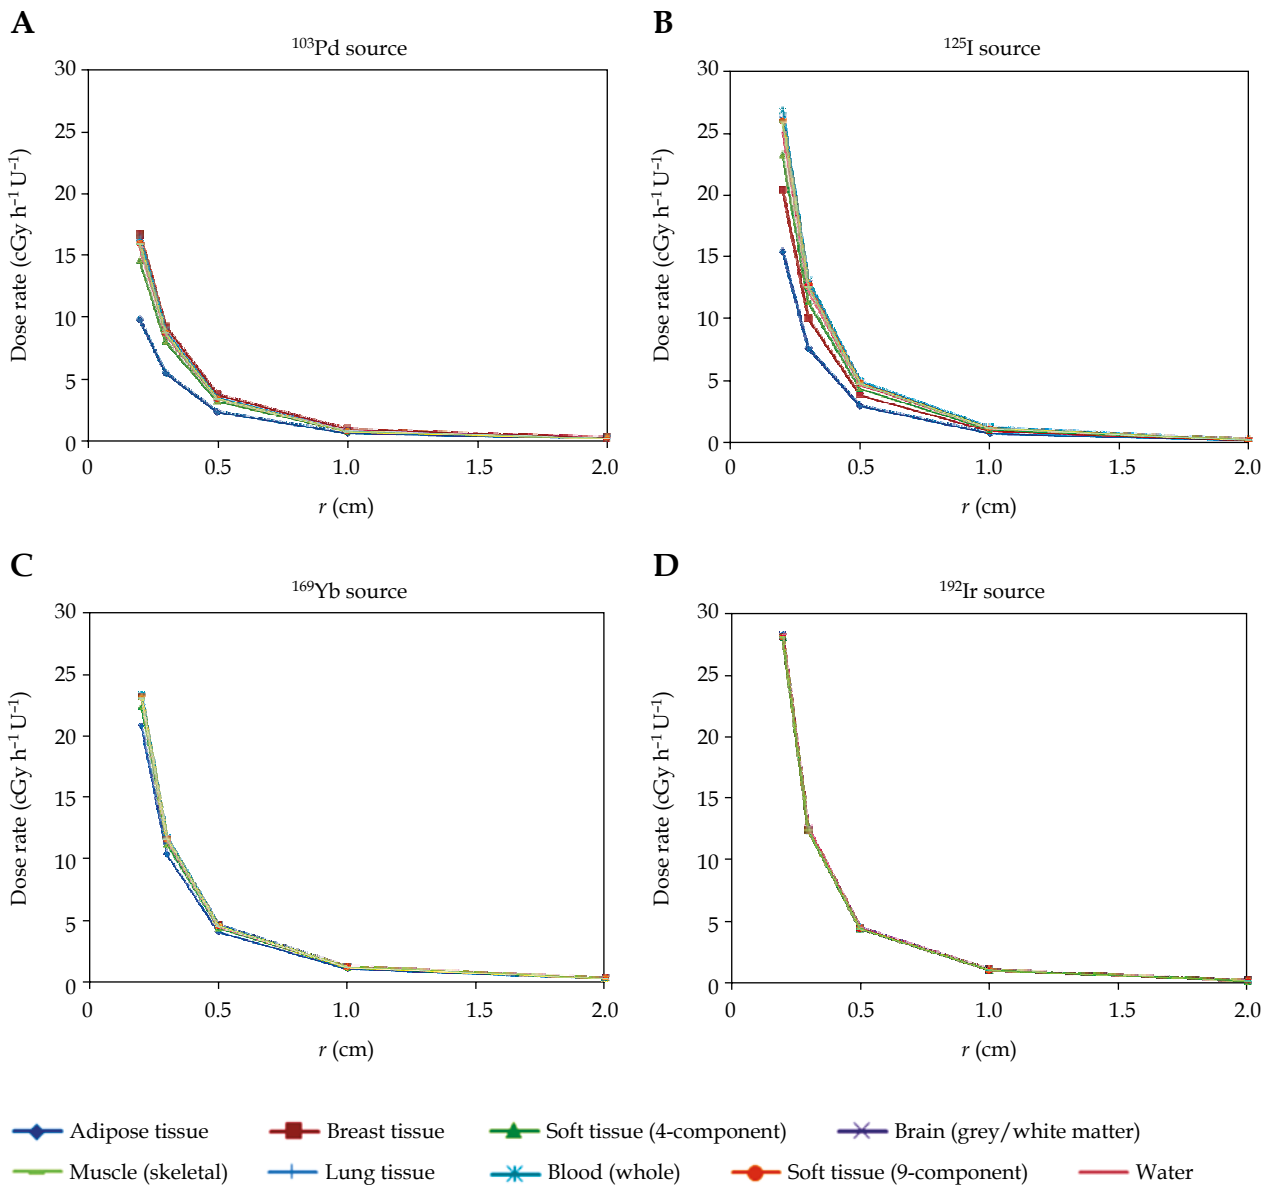 A
¹⁰³Pd source
30
25
20
15
10
5
0
0 0.5 1.0 1.5 2.0
Dose rate (cGy h⁻¹ U⁻¹)
r (cm)
B
¹²⁵I source
30
25
20
15
10
5
0
0 0.5 1.0 1.5 2.0
Dose rate (cGy h⁻¹ U⁻¹)
r (cm)
C
¹⁶⁹Yb source
30
25
20
15
10
5
0
0 0.5 1.0 1.5 2.0
Dose rate (cGy h⁻¹ U⁻¹)
r (cm)
D
¹⁹²Ir source
30
25
20
15
10
5
0
0 0.5 1.0 1.5 2.0
Dose rate (cGy h⁻¹ U⁻¹)
r (cm)
Adipose tissue Breast tissue Soft tissue (4-component) Brain (grey/white matter)
Muscle (skeletal) Lung tissue Blood (whole) Soft tissue (9-component) Water